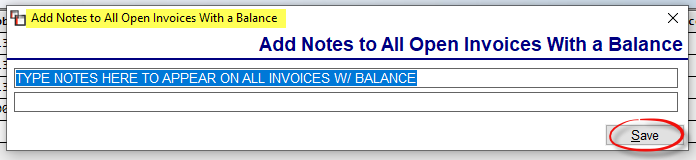 Add Notes to All Open Invoices With a Balance
Add Notes to All Open Invoices With a Balance
TYPE NOTES HERE TO APPEAR ON ALL INVOICES W/ BALANCE
Save